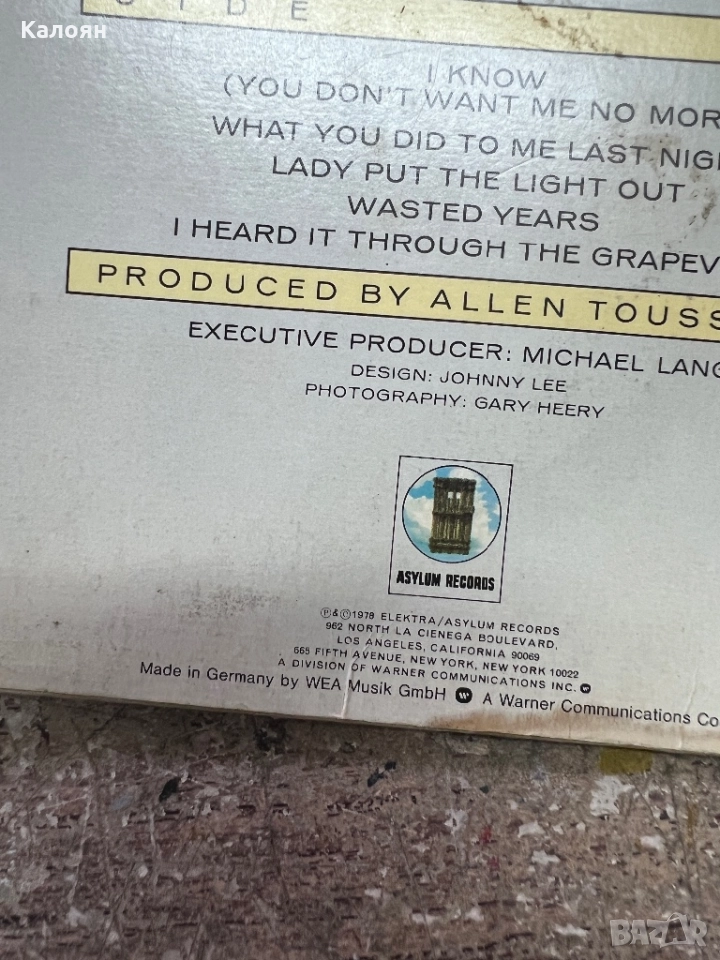 Калоян
SIDE
I KNOW
(YOU DON'T WANT ME NO MOR
WHAT YOU DID TO ME LAST NIG
LADY PUT THE LIGHT OUT
WASTED YEARS
I HEARD IT THROUGH THE GRAPEV
PRODUCED BY ALLEN TOUSS
EXECUTIVE PRODUCER: MICHAEL LANG
DESIGN: JOHNNY LEE
PHOTOGRAPHY: GARY HEERY
ASYLUM RECORDS
℗&©1978 ELEKTRA/ASYLUM RECORDS
962 NORTH LA CIENEGA BOULEVARD,
LOS ANGELES, CALIFORNIA 90069
665 FIFTH AVENUE, NEW YORK, NEW YORK 10022
A DIVISION OF WARNER COMMUNICATIONS INC.
Made in Germany by WEA Musik GmbH A Warner Communications Co
BAZAR